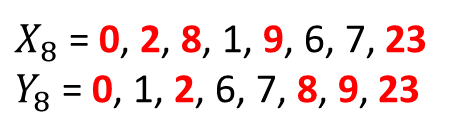 X₈ = 0, 2, 8, 1, 9, 6, 7, 23
Y₈ = 0, 1, 2, 6, 7, 8, 9, 23